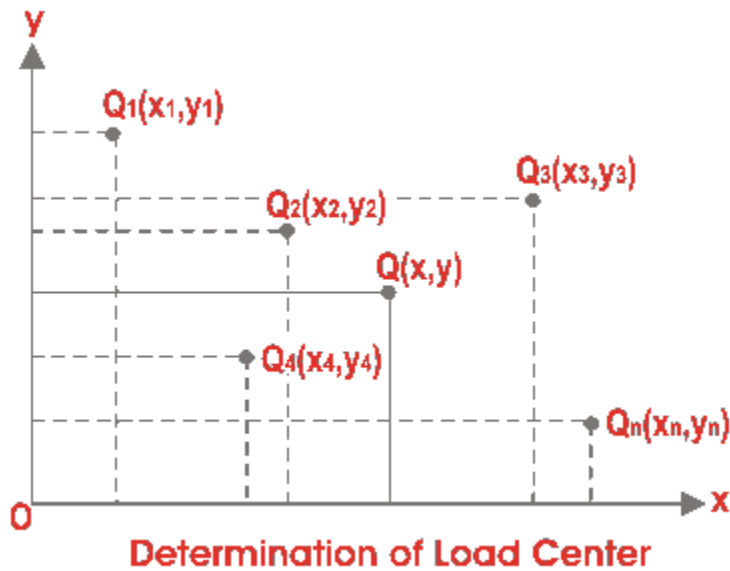 y
Q₁(x₁,y₁)
Q₃(x₃,y₃)
Q₂(x₂,y₂)
Q(x,y)
Q₄(x₄,y₄)
Qₙ(xₙ,yₙ)
x
0
Determination of Load Center